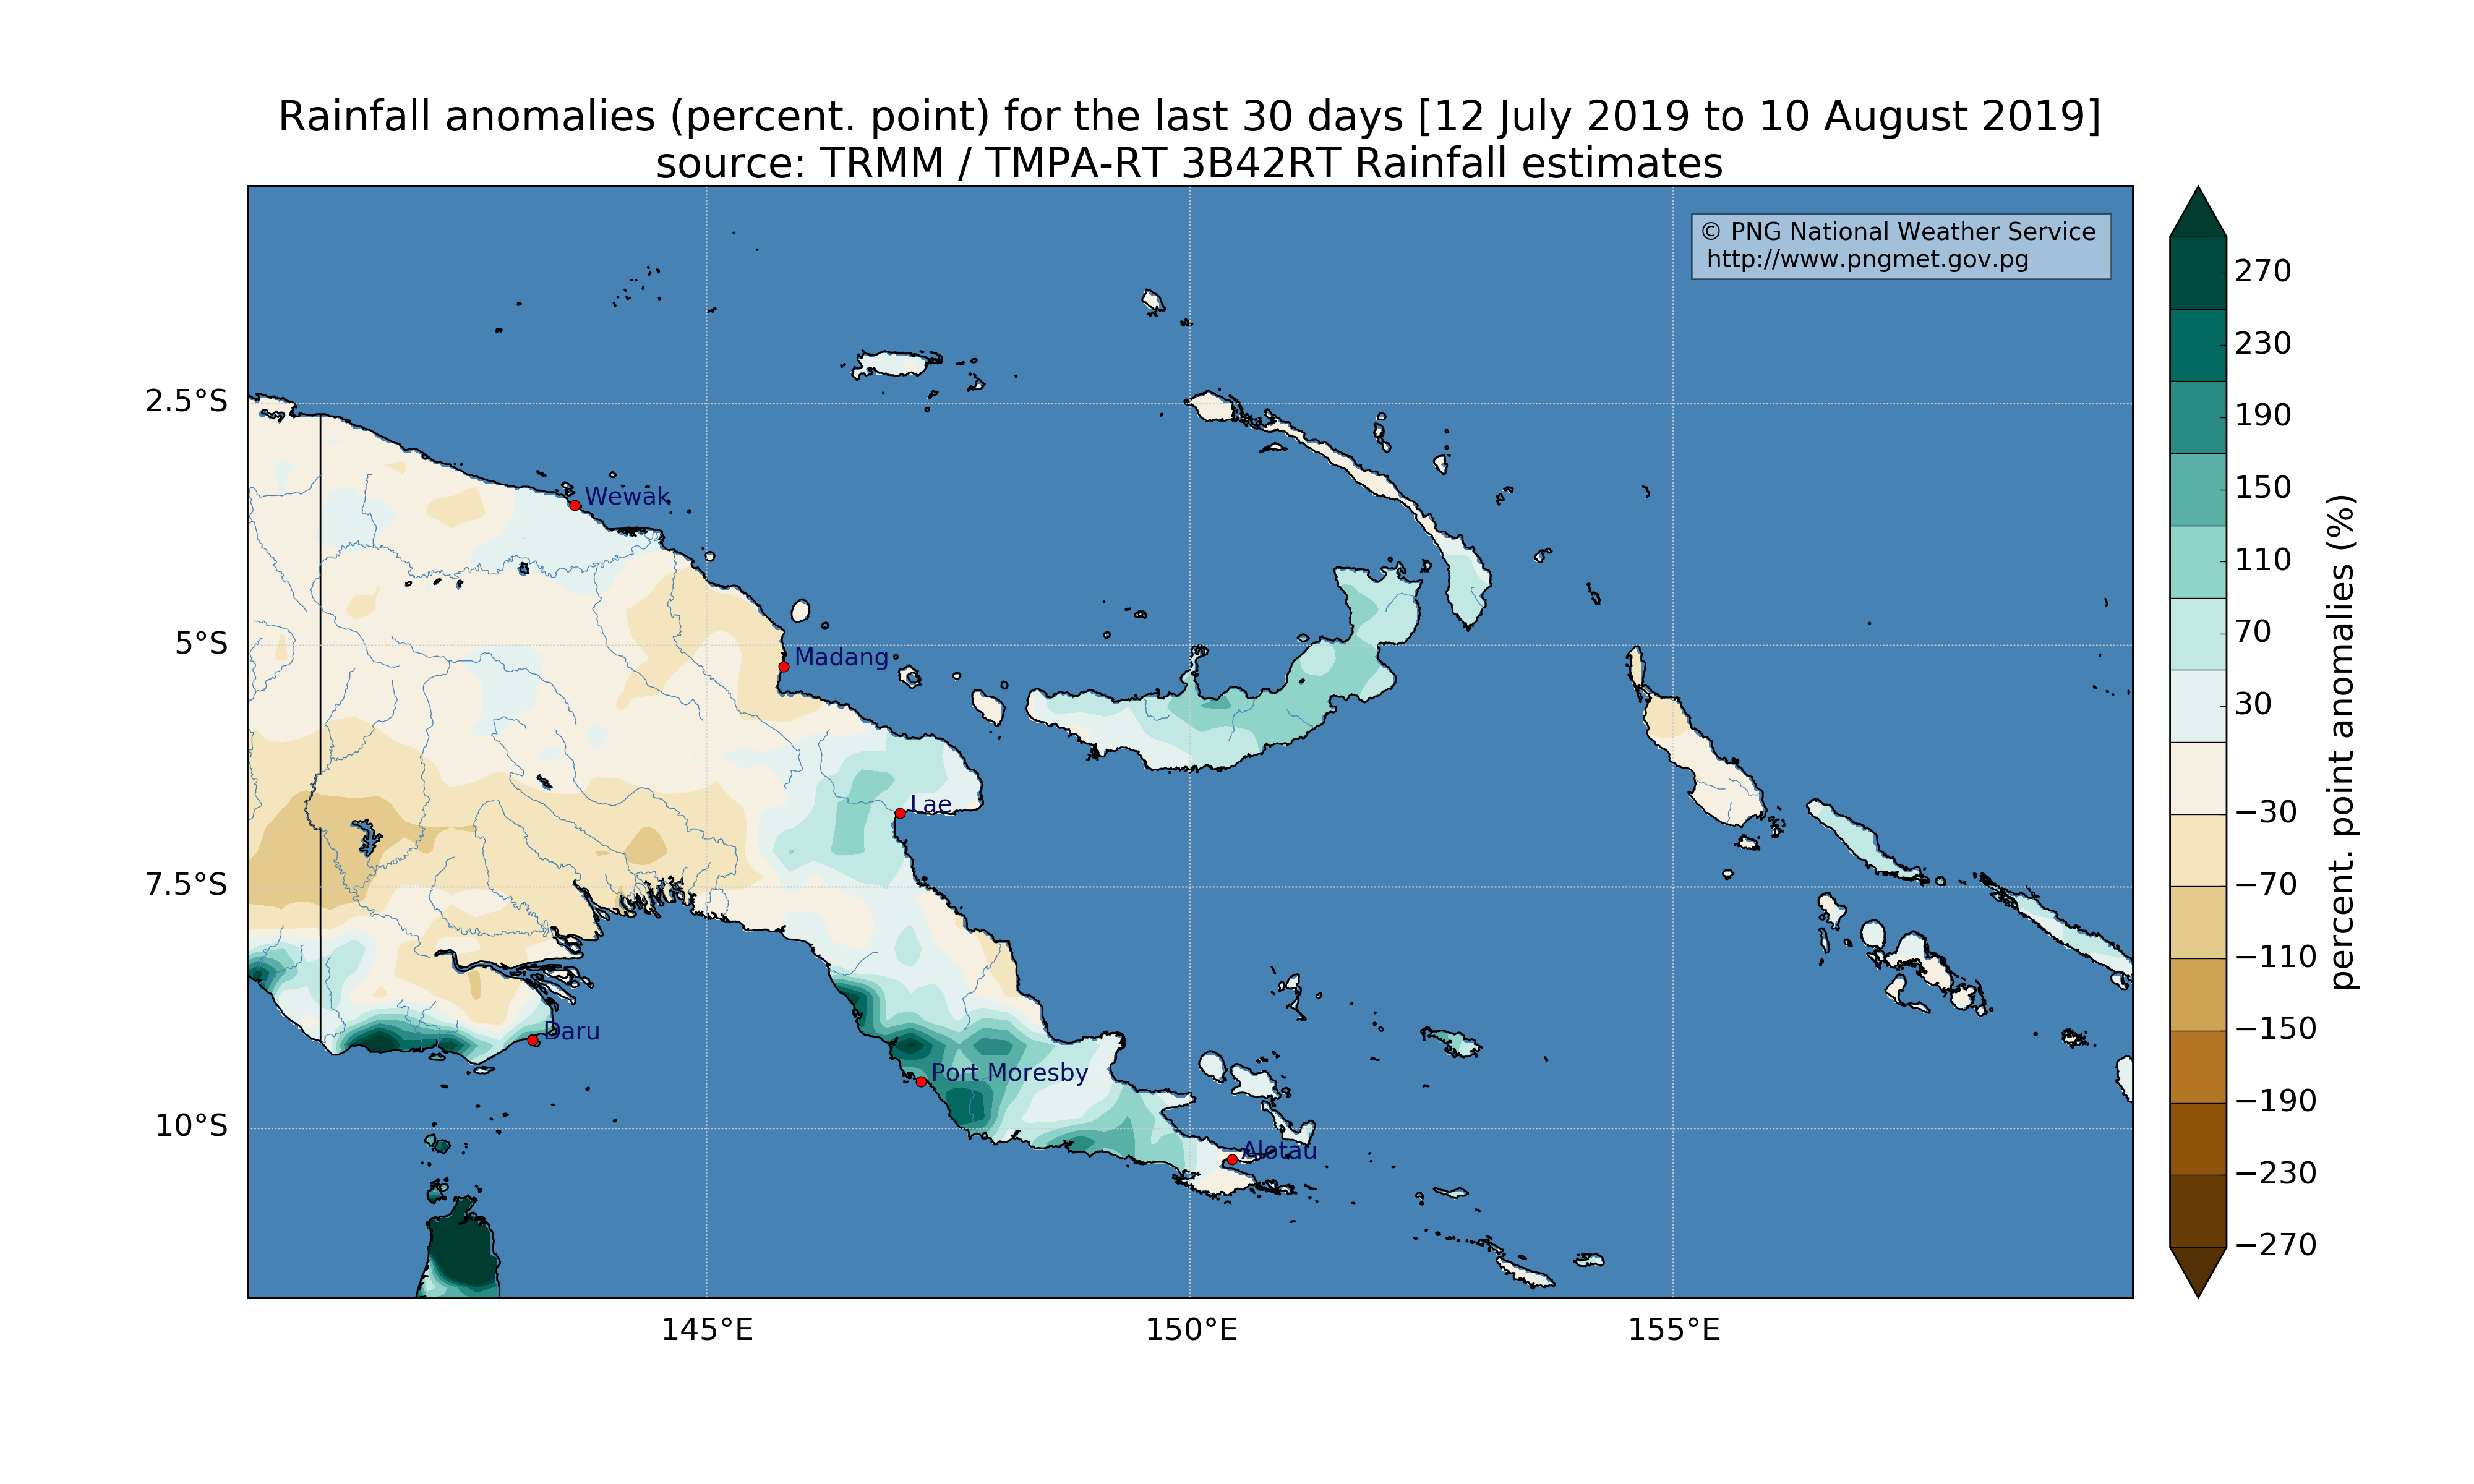 Rainfall anomalies (percent. point) for the last 30 days [12 July 2019 to 10 August 2019]
source: TRMM / TMPA-RT 3B42RT Rainfall estimates
© PNG National Weather Service
http://www.pngmet.gov.pg
2.5°S
5°S
7.5°S
10°S
Wewak
Madang
Lae
Daru
Port Moresby
Alotau
145°E
150°E
155°E
270
230
190
150
110
70
30
−30
−70
−110
−150
−190
−230
−270
percent. point anomalies (%)